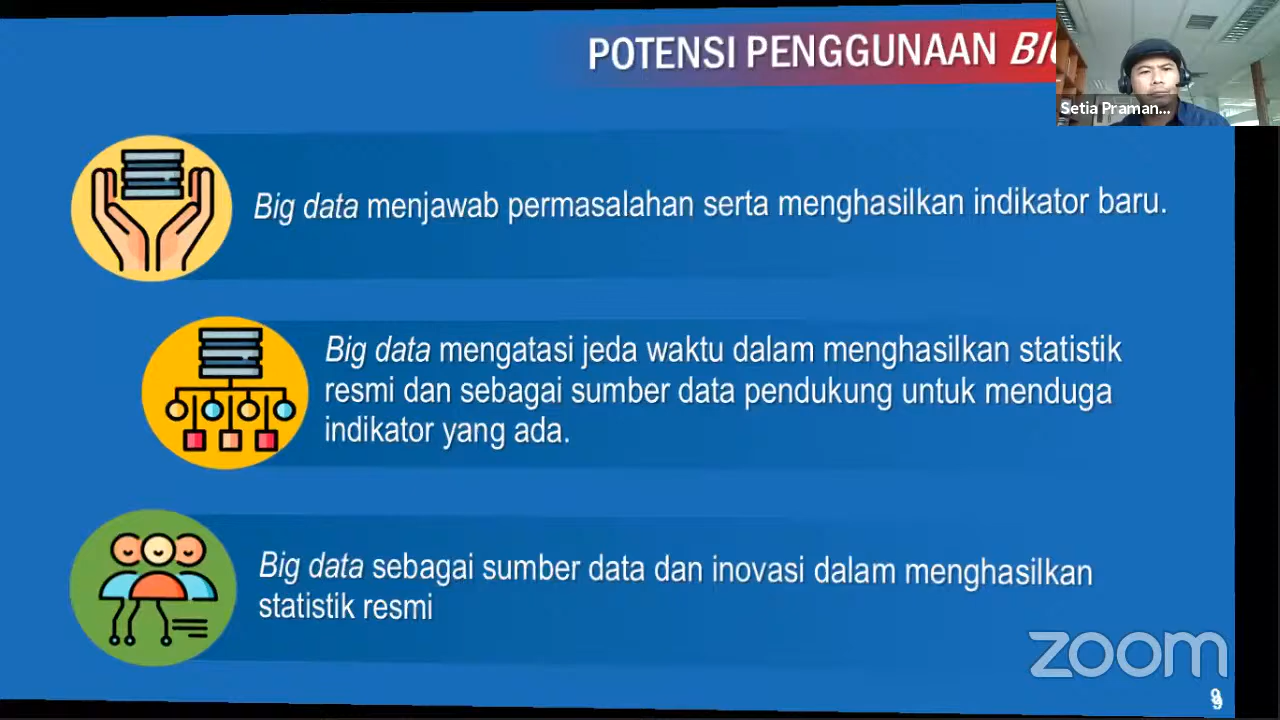 POTENSI PENGGUNAAN
Setia Praman...
Big data menjawab permasalahan serta menghasilkan indikator baru.
Big data mengatasi jeda waktu dalam menghasilkan statistik
resmi dan sebagai sumber data pendukung untuk menduga
indikator yang ada.
Big data sebagai sumber data dan inovasi dalam menghasilkan
statistik resmi
zoom